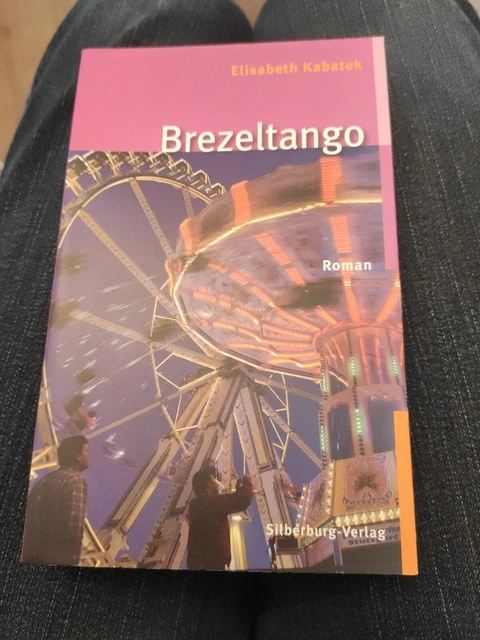 Elisabeth Kabatek
Brezeltango
Roman
Silberburg-Verlag